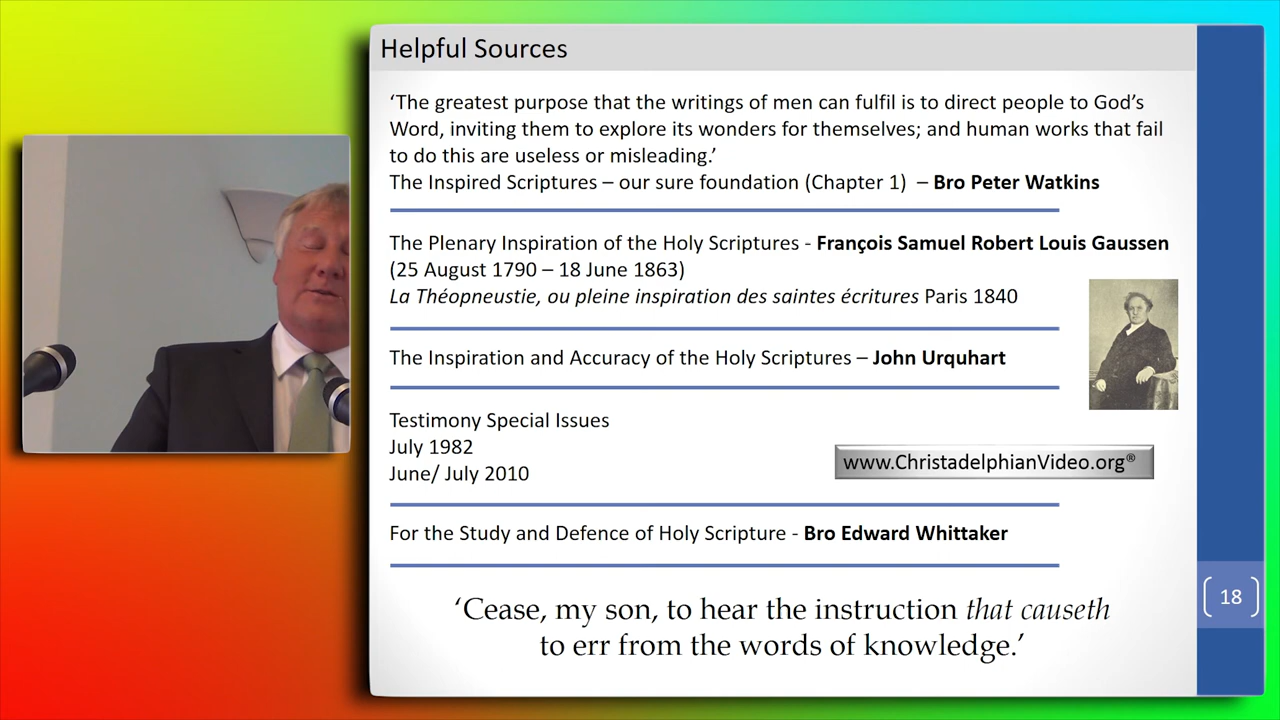 Helpful Sources
‘The greatest purpose that the writings of men can fulfil is to direct people to God’s
Word, inviting them to explore its wonders for themselves; and human works that fail
to do this are useless or misleading.’
The Inspired Scriptures – our sure foundation (Chapter 1) – Bro Peter Watkins
The Plenary Inspiration of the Holy Scriptures - François Samuel Robert Louis Gaussen
(25 August 1790 – 18 June 1863)
La Théopneustie, ou pleine inspiration des saintes écritures Paris 1840
The Inspiration and Accuracy of the Holy Scriptures – John Urquhart
Testimony Special Issues
July 1982
June/ July 2010
www.ChristadelphianVideo.org®
For the Study and Defence of Holy Scripture - Bro Edward Whittaker
‘Cease, my son, to hear the instruction that causeth
to err from the words of knowledge.’
18